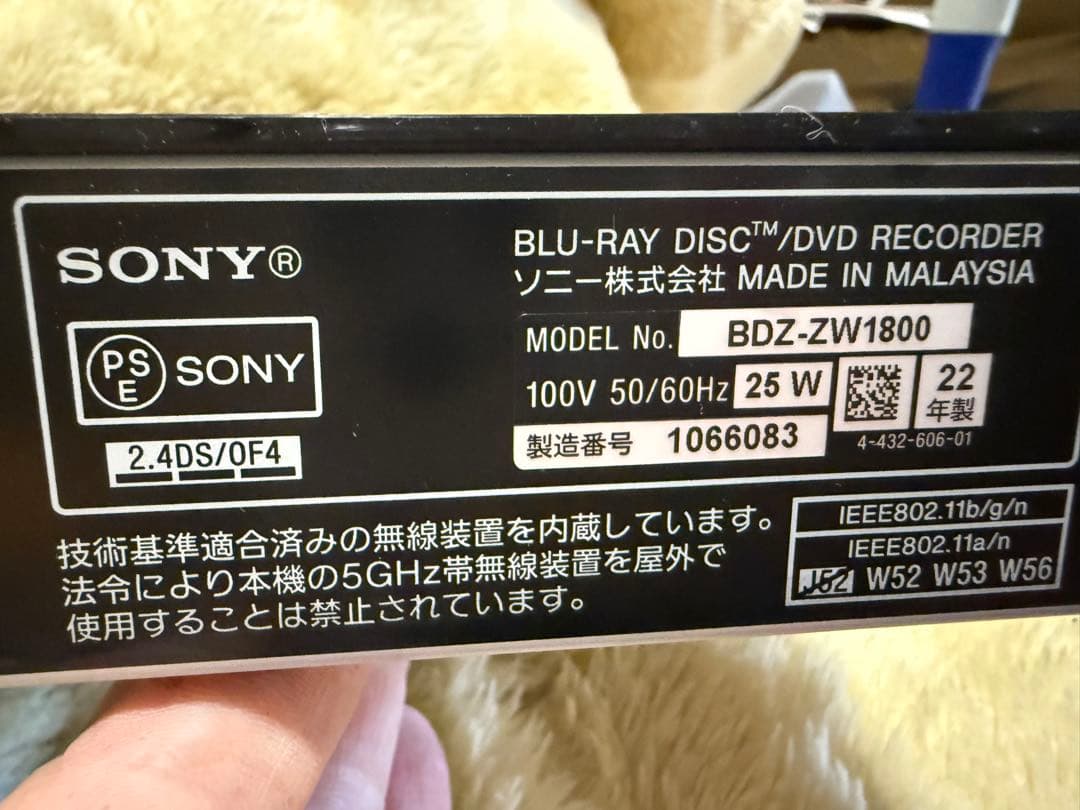 SONY®
PSE SONY
2.4DS/OF4
BLU-RAY DISC™/DVD RECORDER
ソニー株式会社 MADE IN MALAYSIA
MODEL No. BDZ-ZW1800
100V 50/60Hz 25 W
22年製
製造番号 1066083
4-432-606-01
技術基準適合済みの無線装置を内蔵しています。
法令により本機の5GHz帯無線装置を屋外で
使用することは禁止されています。
IEEE802.11b/g/n
IEEE802.11a/n
J52 W52 W53 W56